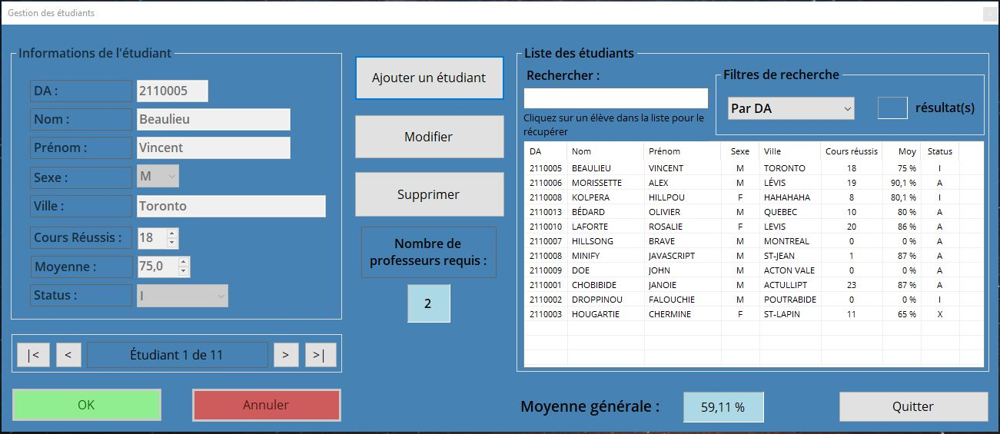 Gestion des étudiants
x
Informations de l'étudiant
DA : 2110005
Nom : Beaulieu
Prénom : Vincent
Sexe : M
Ville : Toronto
Cours Réussis : 18
Moyenne : 75,0
Status : I
|< < Étudiant 1 de 11 > >|
OK Annuler
Ajouter un étudiant
Modifier
Supprimer
Nombre de
professeurs requis :
2
Liste des étudiants
Rechercher :
Cliquez sur un élève dans la liste pour le
récupérer
Filtres de recherche
Par DA résultat(s)
DA Nom Prénom Sexe Ville Cours réussis Moy Status
2110005 BEAULIEU VINCENT M TORONTO 18 75 % I
2110006 MORISSETTE ALEX M LÉVIS 19 90,1 % A
2110008 KOLPERA HILLPOU F HAHAHAHA 8 80,1 % I
2110013 BÉDARD OLIVIER M QUEBEC 10 80 % A
2110010 LAFORTE ROSALIE F LEVIS 20 86 % A
2110007 HILLSONG BRAVE M MONTREAL 0 0 % A
2110008 MINIFY JAVASCRIPT M ST-JEAN 1 87 % A
2110009 DOE JOHN M ACTON VALE 0 0 % A
2110001 CHOBIBIDE JANOIE M ACTULLIPT 23 87 % A
2110002 DROPPINOU FALOUCHIE M POUTRABIDE 0 0 % I
2110003 HOUGARTIE CHERMINE F ST-LAPIN 11 65 % X
Moyenne générale : 59,11 %
Quitter